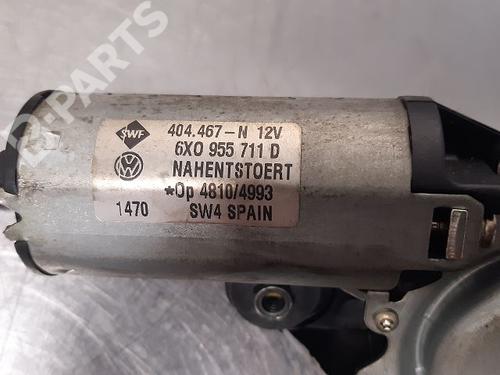 B-PARTS
SWF 404.467-N 12V
6X0 955 711 D
NAHENTSTOERT
*Op 4810/4993
1470 SW4 SPAIN